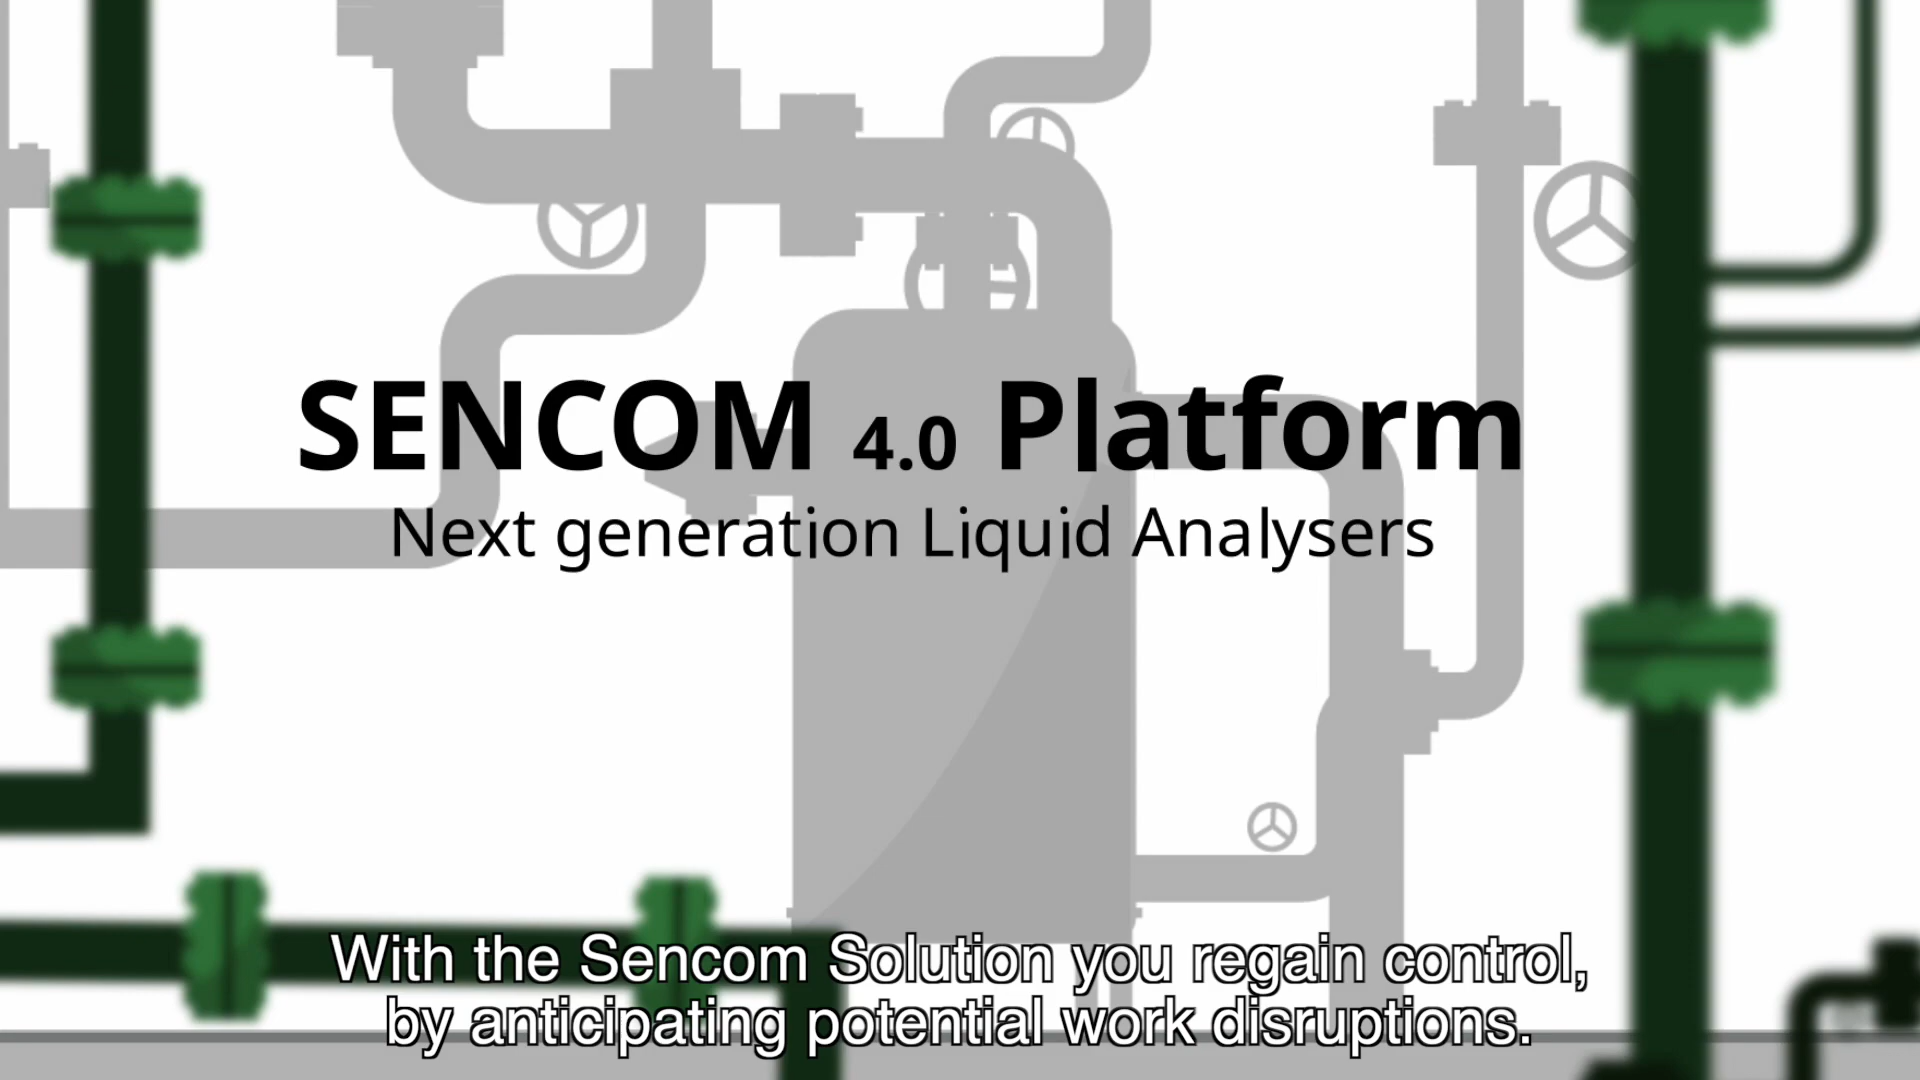 SENCOM 4.0 Platform
Next generation Liquid Analysers
With the Sencom Solution you regain control,
by anticipating potential work disruptions.